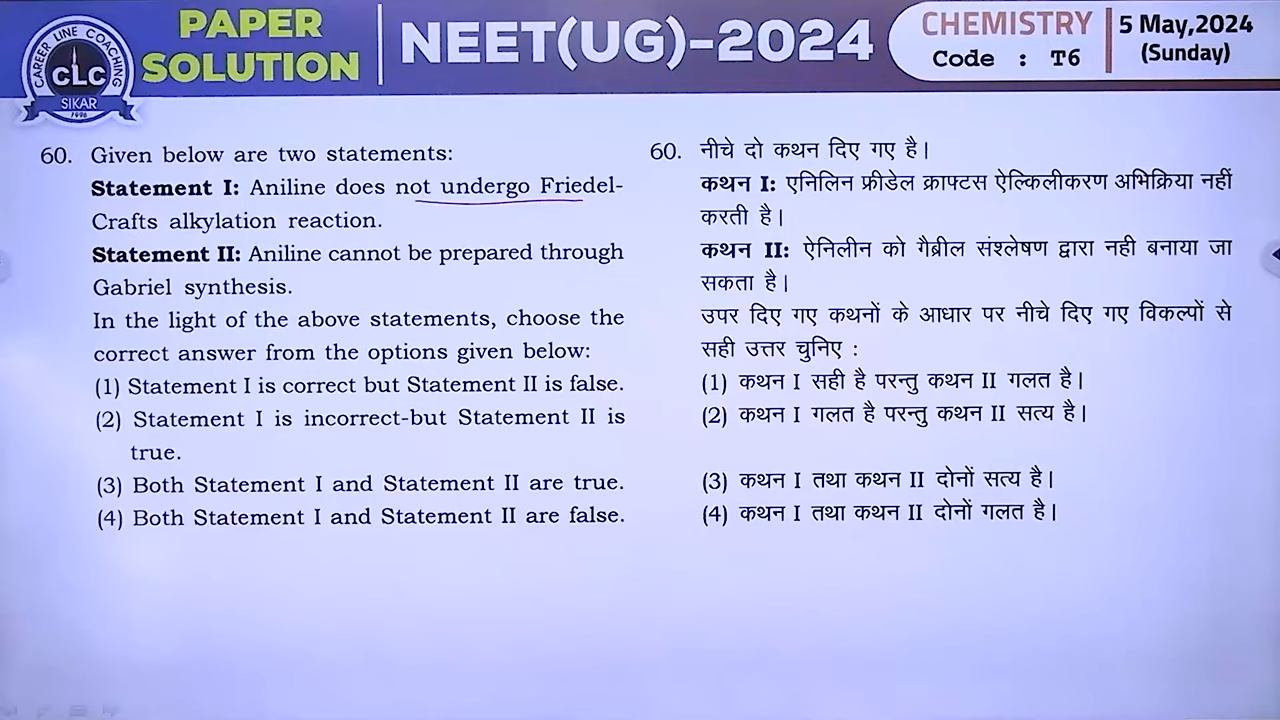 CAREER LINE COACHING
CLC
SIKAR
1996
PAPER
SOLUTION
NEET(UG)-2024
CHEMISTRY
Code : T6
5 May,2024
(Sunday)
60. Given below are two statements:
Statement I: Aniline does not undergo Friedel-
Crafts alkylation reaction.
Statement II: Aniline cannot be prepared through
Gabriel synthesis.
In the light of the above statements, choose the
correct answer from the options given below:
(1) Statement I is correct but Statement II is false.
(2) Statement I is incorrect-but Statement II is
true.
(3) Both Statement I and Statement II are true.
(4) Both Statement I and Statement II are false.
60. नीचे दो कथन दिए गए है।
कथन I: एनिलिन फ्रीडेल क्राफ्टस ऐल्किलीकरण अभिक्रिया नहीं
करती है।
कथन II: ऐनिलीन को गैब्रील संश्लेषण द्वारा नही बनाया जा
सकता है।
उपर दिए गए कथनों के आधार पर नीचे दिए गए विकल्पों से
सही उत्तर चुनिए :
(1) कथन I सही है परन्तु कथन II गलत है।
(2) कथन I गलत है परन्तु कथन II सत्य है।
(3) कथन I तथा कथन II दोनों सत्य है।
(4) कथन I तथा कथन II दोनों गलत है।